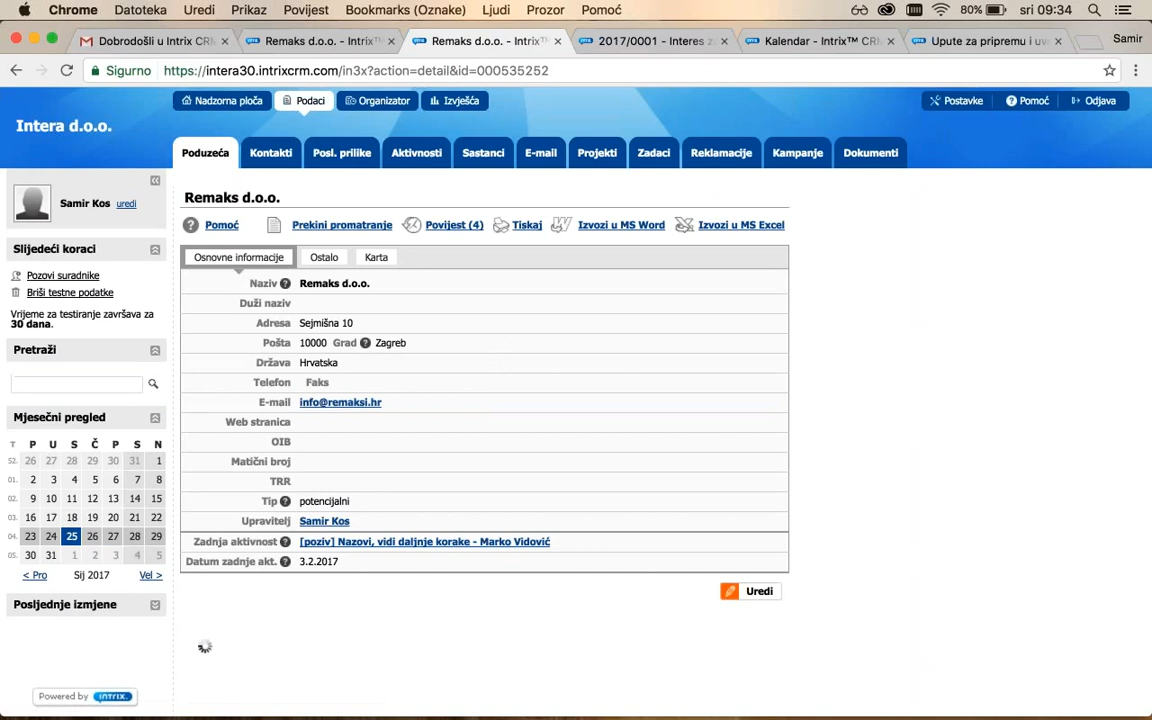 Chrome Datoteka Uredi Prikaz Povijest Bookmarks (Oznake) Ljudi Prozor Pomoć 80% sri 09:34
Dobrodošli u Intrix CRM × Remaks d.o.o. - Intrix™ × Remaks d.o.o. - Intrix™ × 2017/0001 - Interes z × Kalendar - Intrix™ CRM × Upute za pripremu i uv × Samir
Sigurno https://intera30.intrixcrm.com/in3x?action=detail&id=000535252
Nadzorna ploča Podaci Organizator Izvješća Postavke Pomoć Odjava
Intera d.o.o.
Poduzeća Kontakti Posl. prilike Aktivnosti Sastanci E-mail Projekti Zadaci Reklamacije Kampanje Dokumenti
Samir Kos uredi
Slijedeći koraci
Pozovi suradnike
Briši testne podatke
Vrijeme za testiranje završava za
30 dana.
Pretraži
Mjesečni pregled
T P U S Č P S N
52. 26 27 28 29 30 31 1
01. 2 3 4 5 6 7 8
02. 9 10 11 12 13 14 15
03. 16 17 18 19 20 21 22
04. 23 24 25 26 27 28 29
05. 30 31 1 2 3 4 5
< Pro Sij 2017 Vel >
Posljednje izmjene
Powered by INTRIX.
Remaks d.o.o.
Pomoć Prekini promatranje Povijest (4) Tiskaj Izvozi u MS Word Izvozi u MS Excel
Osnovne informacije Ostalo Karta
Naziv Remaks d.o.o.
Duži naziv
Adresa Sejmišna 10
Pošta 10000 Grad Zagreb
Država Hrvatska
Telefon Faks
E-mail info@remaksi.hr
Web stranica
OIB
Matični broj
TRR
Tip potencijalni
Upravitelj Samir Kos
Zadnja aktivnost [poziv] Nazovi, vidi daljnje korake - Marko Vidović
Datum zadnje akt. 3.2.2017
Uredi